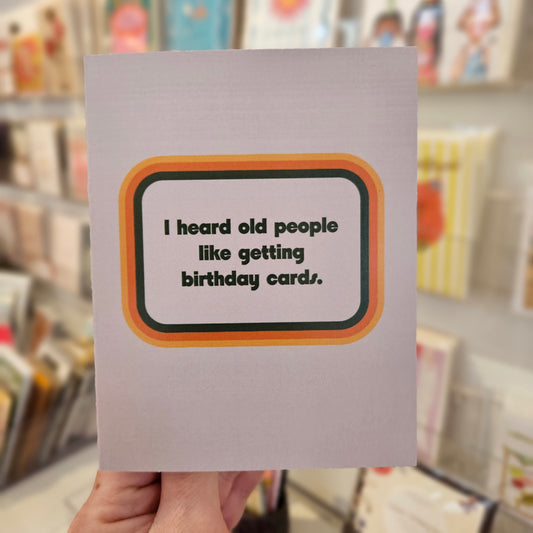 I heard old people
like getting
birthday cards.